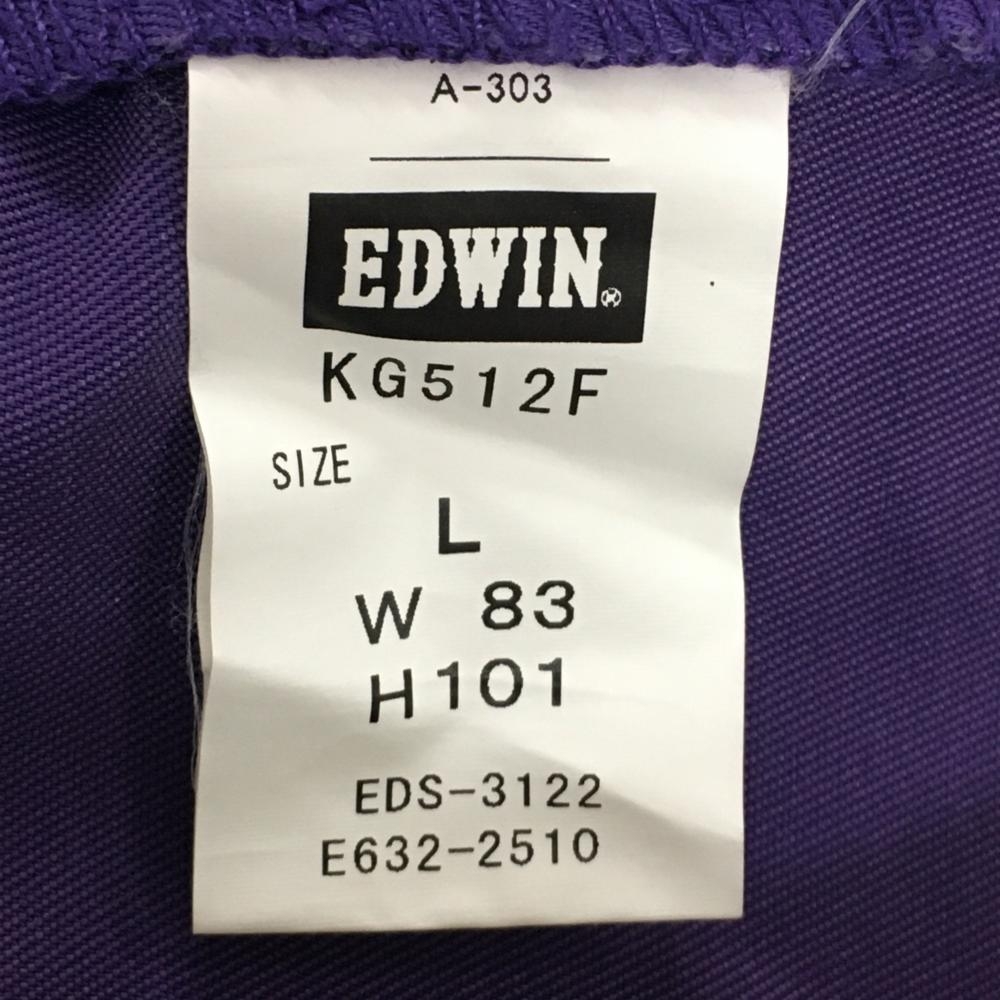 A-303
EDWIN®
KG512F
SIZE
L
W 83
H101
EDS-3122
E632-2510